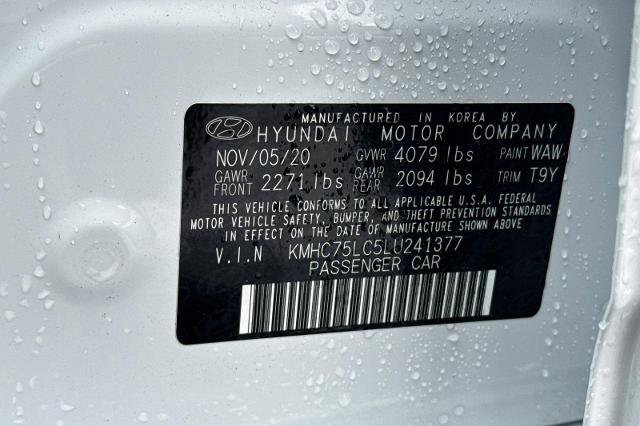 MANUFACTURED IN KOREA BY
HYUNDAI MOTOR COMPANY
NOV/05/20 GVWR 4079 lbs PAINT WAW
GAWR FRONT 2271 lbs GAWR REAR 2094 lbs TRIM T9Y
THIS VEHICLE CONFORMS TO ALL APPLICABLE U.S.A. FEDERAL
MOTOR VEHICLE SAFETY, BUMPER, AND THEFT PREVENTION STANDARDS
IN EFFECT ON THE DATE OF MANUFACTURE SHOWN ABOVE.
V.I.N KMHC75LC5LU241377
PASSENGER CAR